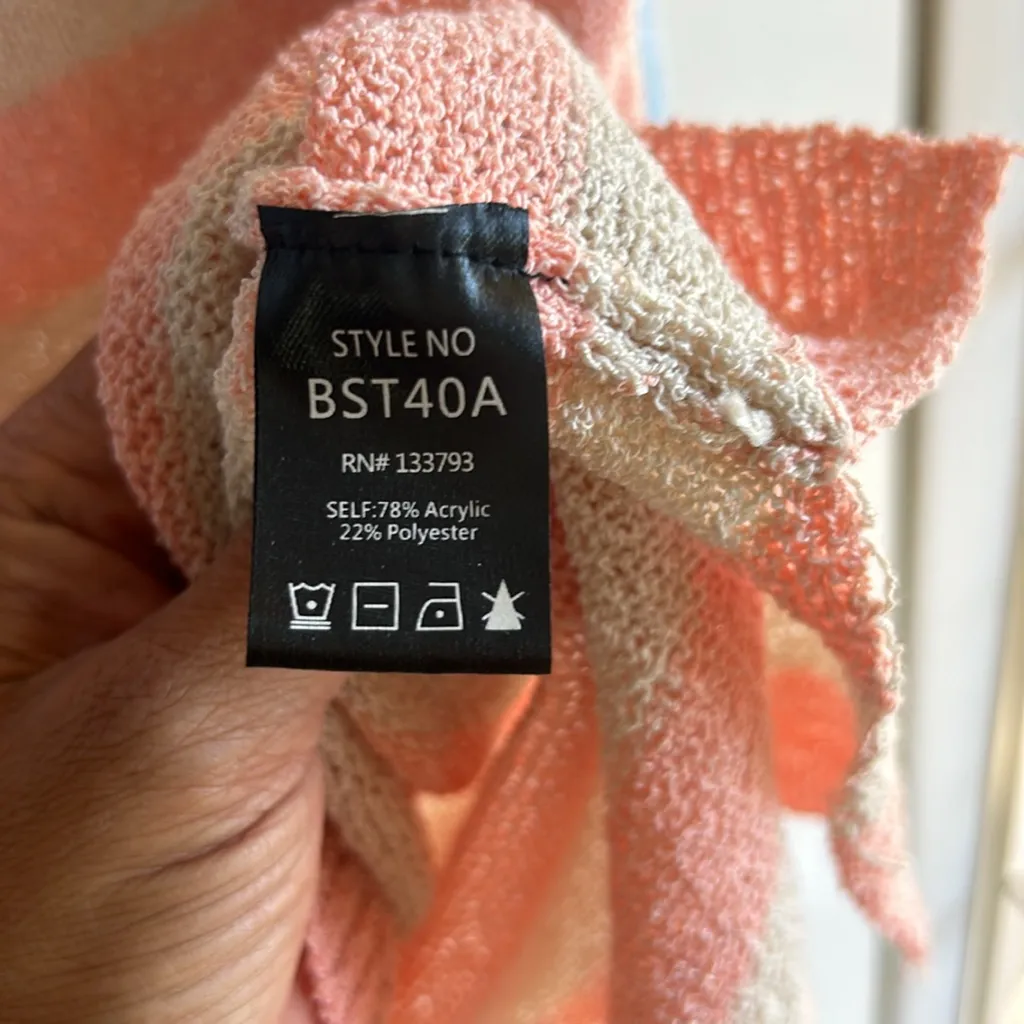 STYLE NO
BST40A
RN# 133793
SELF:78% Acrylic
22% Polyester